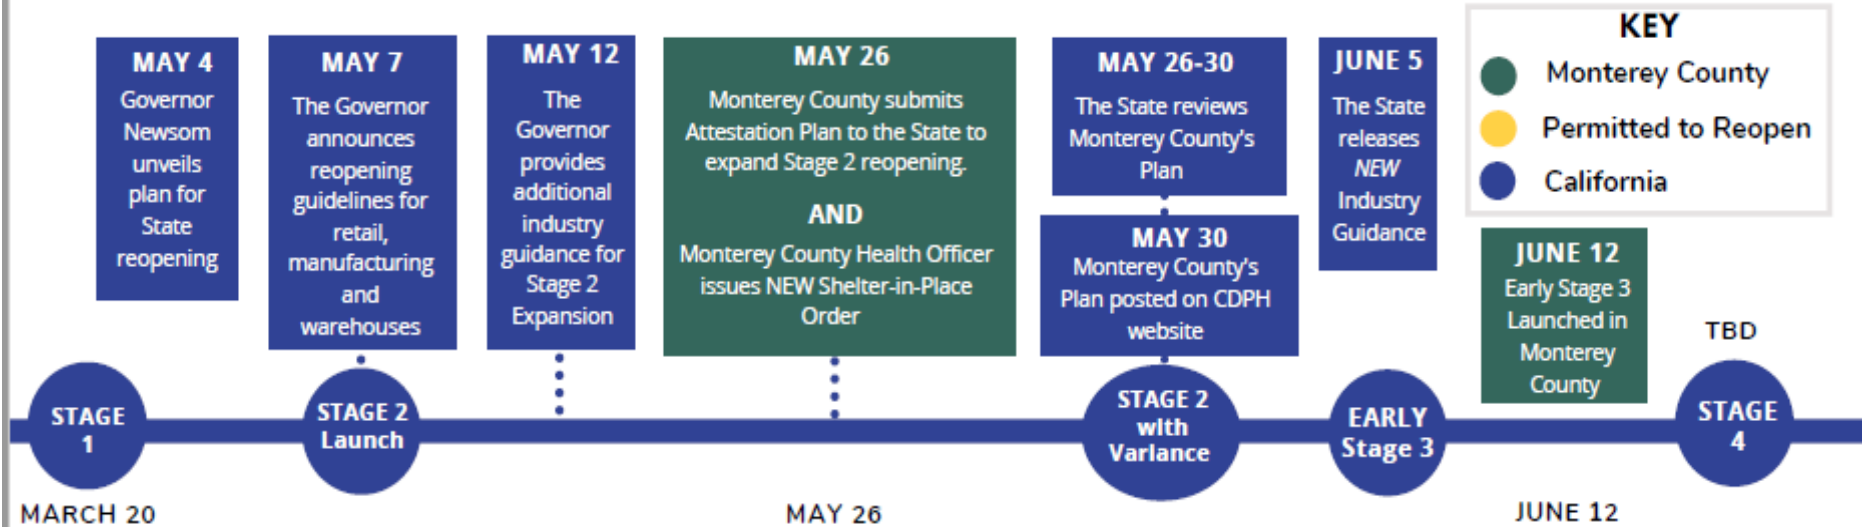 MAY 4
Governor
Newsom
unveils
plan for
State
reopening
MAY 7
The Governor
announces
reopening
guidelines for
retail,
manufacturing
and
warehouses
MAY 12
The
Governor
provides
additional
industry
guidance for
Stage 2
Expansion
MAY 26
Monterey County submits
Attestation Plan to the State to
expand Stage 2 reopening.
AND
Monterey County Health Officer
issues NEW Shelter-in-Place
Order
MAY 26-30
The State reviews
Monterey County's
Plan
MAY 30
Monterey County's
Plan posted on CDPH
website
JUNE 5
The State
releases
NEW
Industry
Guidance
KEY
Monterey County
Permitted to Reopen
California
JUNE 12
Early Stage 3
Launched in
Monterey
County
TBD
STAGE
1
STAGE 2
Launch
STAGE 2
with
Variance
EARLY
Stage 3
STAGE
4
MARCH 20
MAY 26
JUNE 12